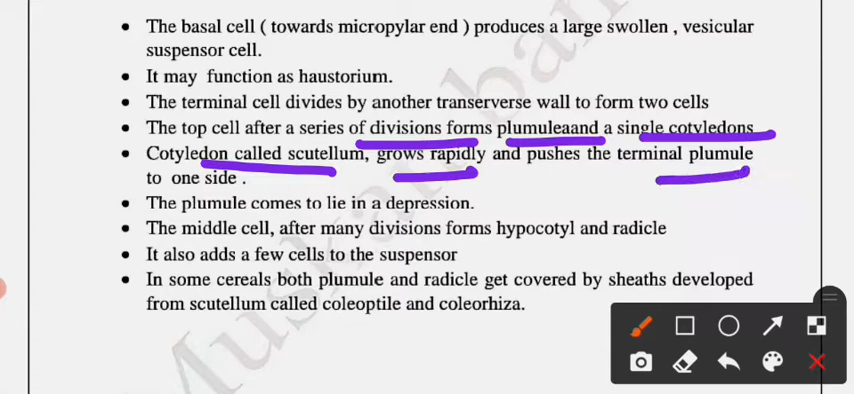 The basal cell ( towards micropylar end ) produces a large swollen , vesicular
suspensor cell.
It may function as haustorium.
The terminal cell divides by another transerverse wall to form two cells
The top cell after a series of divisions forms plumuleaand a single cotyledons
Cotyledon called scutellum, grows rapidly and pushes the terminal plumule
to one side .
The plumule comes to lie in a depression.
The middle cell, after many divisions forms hypocotyl and radicle
It also adds a few cells to the suspensor
In some cereals both plumule and radicle get covered by sheaths developed
from scutellum called coleoptile and coleorhiza.